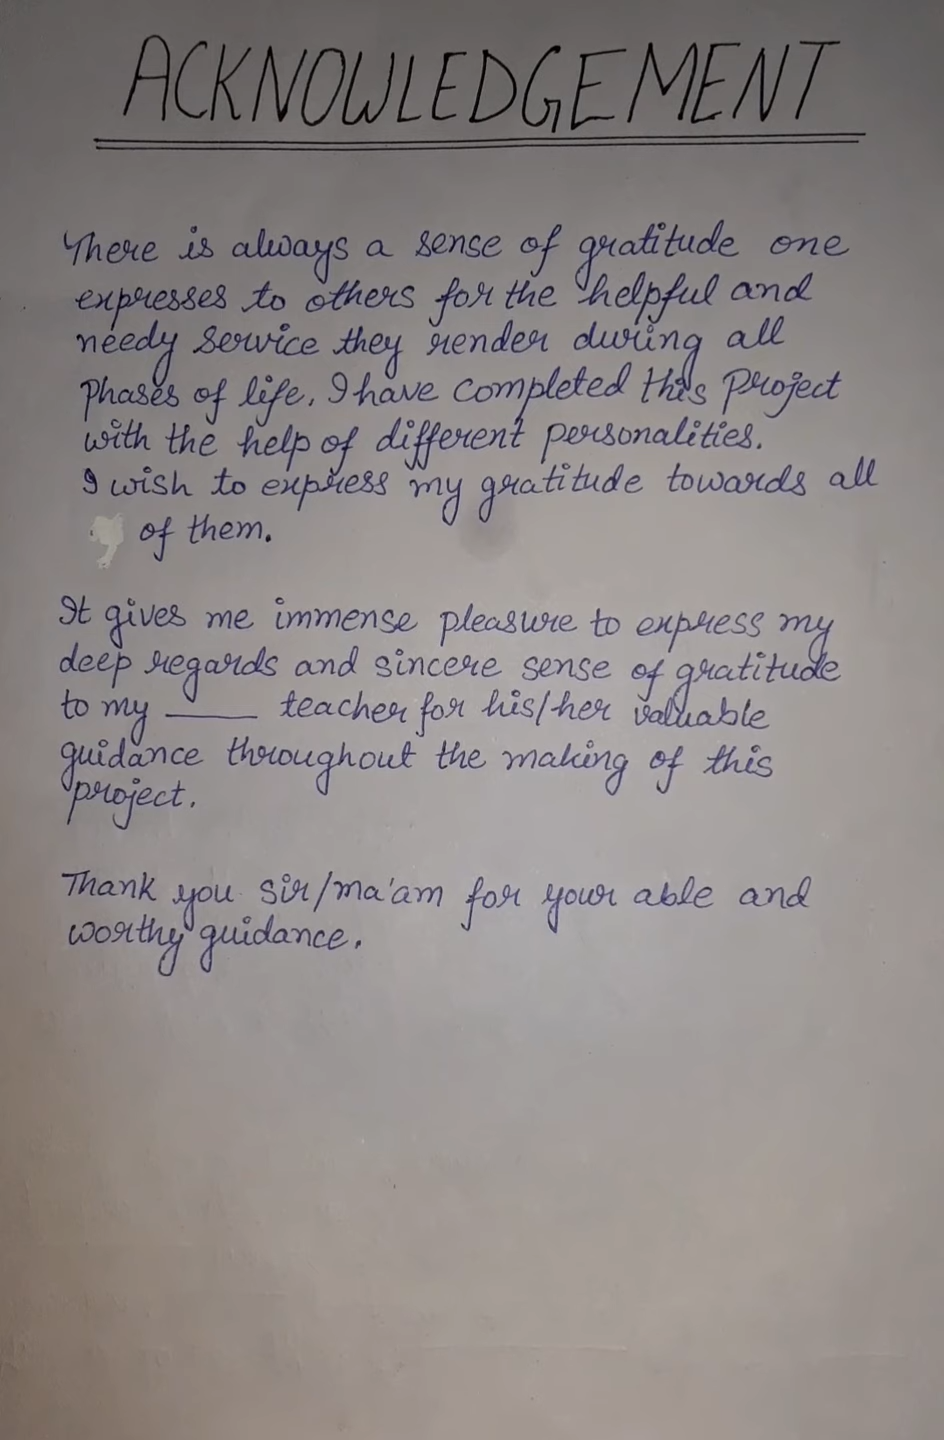 ACKNOWLEDGEMENT
There is always a sense of gratitude one
expresses to others for the helpful and
needy service they render during all
phases of life. I have completed this project
with the help of different personalities.
I wish to express my gratitude towards all
of them.
It gives me immense pleasure to express my
deep regards and sincere sense of gratitude
to my _____ teacher for his/her valuable
guidance throughout the making of this
project.
Thank you sir/ma'am for your able and
worthy guidance.